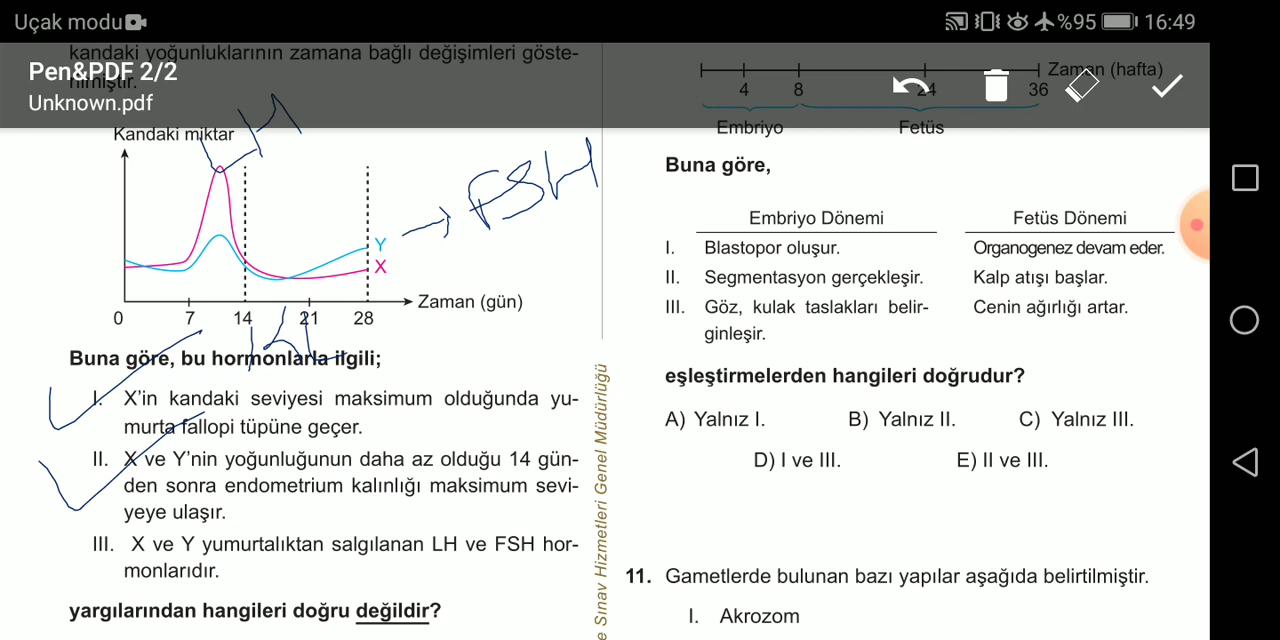 Uçak modu
%95 16:49
Pen&PDF 2/2
Unknown.pdf
kandaki yoğunluklarının zamana bağlı değişimleri göste-
rilmiştir.
Kandaki miktar
LH
FSH
Y
X
Zaman (gün)
0 7 14 21 28
Buna göre, bu hormonlarla ilgili;
I. X’in kandaki seviyesi maksimum olduğunda yu-
murta fallopi tüpüne geçer.
II. X ve Y’nin yoğunluğunun daha az olduğu 14 gün-
den sonra endometrium kalınlığı maksimum sevi-
yeye ulaşır.
III. X ve Y yumurtalıktan salgılanan LH ve FSH hor-
monlarıdır.
yargılarından hangileri doğru değildir?
e Sınav Hizmetleri Genel Müdürlüğü
Zaman (hafta)
4 8 24 36
Embriyo Fetüs
Buna göre,
Embriyo Dönemi Fetüs Dönemi
I. Blastopor oluşur. Organogenez devam eder.
II. Segmentasyon gerçekleşir. Kalp atışı başlar.
III. Göz, kulak taslakları belir- Cenin ağırlığı artar.
ginleşir.
eşleştirmelerden hangileri doğrudur?
A) Yalnız I. B) Yalnız II. C) Yalnız III.
D) I ve III. E) II ve III.
11. Gametlerde bulunan bazı yapılar aşağıda belirtilmiştir.
I. Akrozom